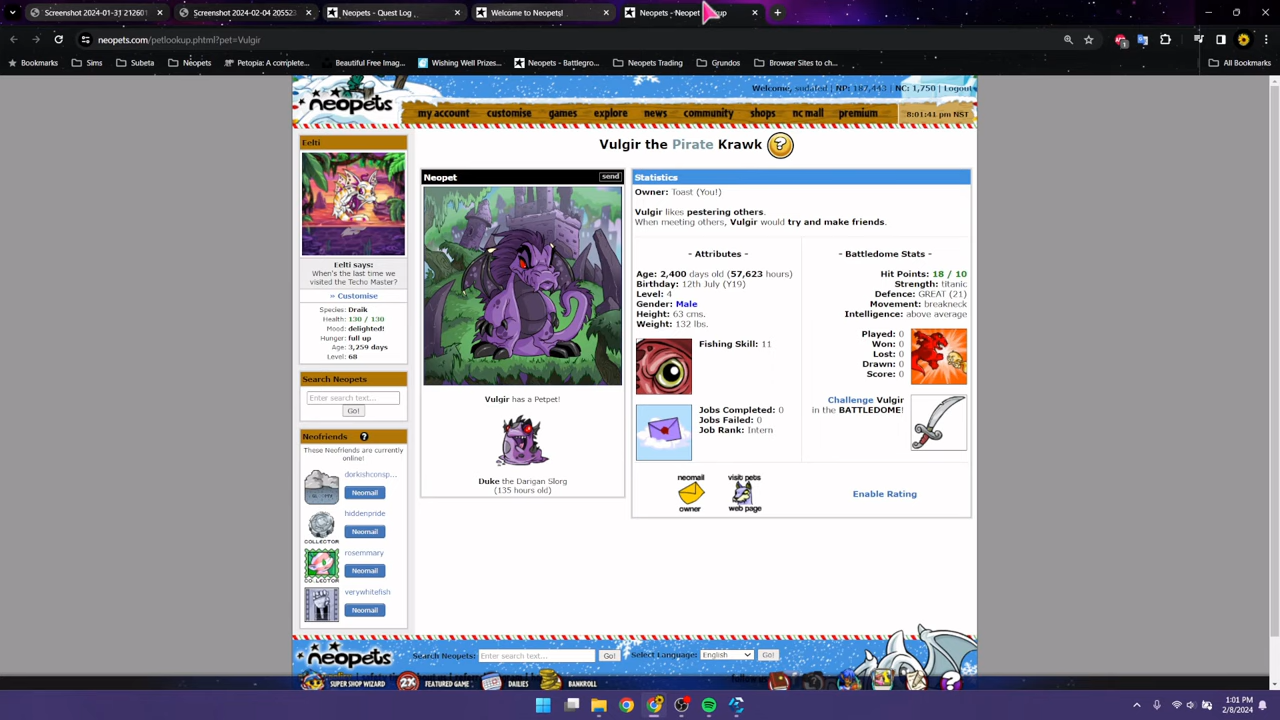 Screenshot 2024-01-31 212601
Screenshot 2024-02-04 20552
Neopets - Quest Log
Welcome to Neopets!
Neopets - Neopet
neopets.com/petlookup.phtml?pet=Vulgir
Bookmarks
Sims
Subeta
Neopets
Petopia: A complete...
Beautiful Free Imag...
Wishing Well Prizes...
Neopets - Battlegro...
Neopets Trading
Grundos
Browser Sites to ch...
All Bookmarks
neopets
Welcome, sudafed | NP: 187,443 | NC: 1,750 | Logout
my account
customise
games
explore
news
community
shops
nc mall
premium
8:01:41 pm NST
Eelti
Eelti says:
When's the last time we
visited the Techo Master?
» Customise
Species: Draik
Health: 130 / 130
Mood: delighted!
Hunger: full up
Age: 3,259 days
Level: 68
Search Neopets
Enter search text...
Go!
Neofriends ?
These Neofriends are currently
online!
dorkishconsp...
Neomail
hiddenpride
Neomail
COLLECTOR
rosemmary
Neomail
verywhitefish
Neomail
Vulgir the Pirate Krawk ?
Neopet
send
Vulgir has a Petpet!
Duke the Darigan Slorg
(135 hours old)
Statistics
Owner: Toast (You!)
Vulgir likes pestering others.
When meeting others, Vulgir would try and make friends.
- Attributes -
Age: 2,400 days old (57,623 hours)
Birthday: 12th July (Y19)
Level: 4
Gender: Male
Height: 63 cms.
Weight: 132 lbs.
Fishing Skill: 11
Jobs Completed: 0
Jobs Failed: 0
Job Rank: Intern
- Battledome Stats -
Hit Points: 18 / 10
Strength: titanic
Defence: GREAT (21)
Movement: breakneck
Intelligence: above average
Played: 0
Won: 0
Lost: 0
Drawn: 0
Score: 0
Challenge Vulgir
in the BATTLEDOME!
neomail
owner
visit pets
web page
Enable Rating
neopets
Search Neopets:
Enter search text...
Go!
Select Language:
English
Go!
SUPER SHOP WIZARD
2X
FEATURED GAME
DAILIES
BANKROLL
1:01 PM
2/8/2024